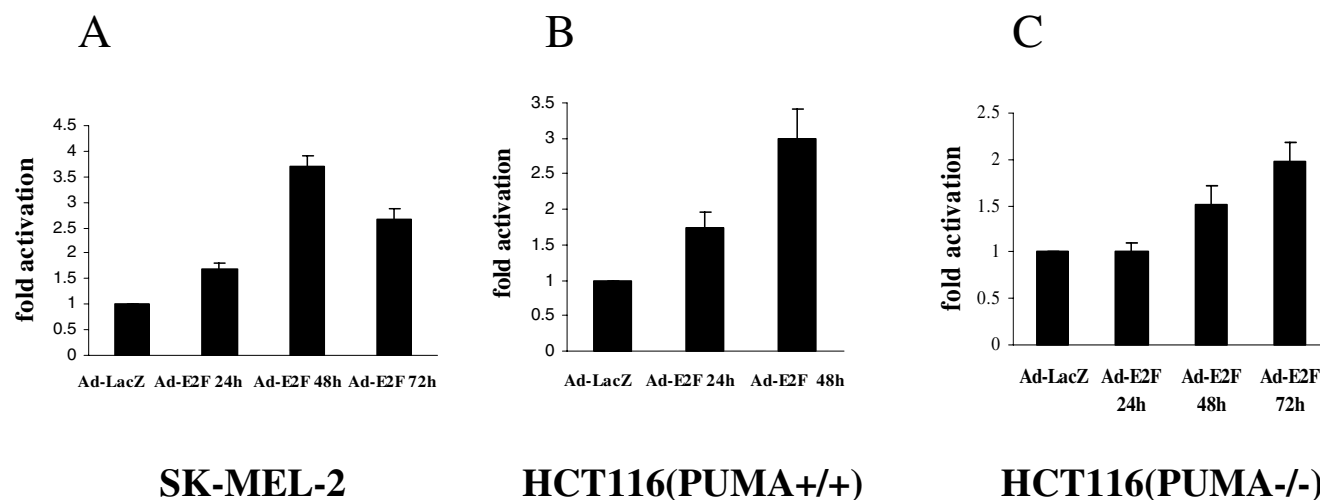 A
B
C
fold activation
4.5
4
3.5
3
2.5
2
1.5
1
0.5
0
Ad-LacZ Ad-E2F 24h Ad-E2F 48h Ad-E2F 72h
SK-MEL-2
fold activation
3.5
3
2.5
2
1.5
1
0.5
0
Ad-LacZ Ad-E2F 24h Ad-E2F 48h
HCT116(PUMA+/+)
fold activation
2.5
2
1.5
1
0.5
0
Ad-LacZ Ad-E2F Ad-E2F Ad-E2F
24h 48h 72h
HCT116(PUMA-/-)